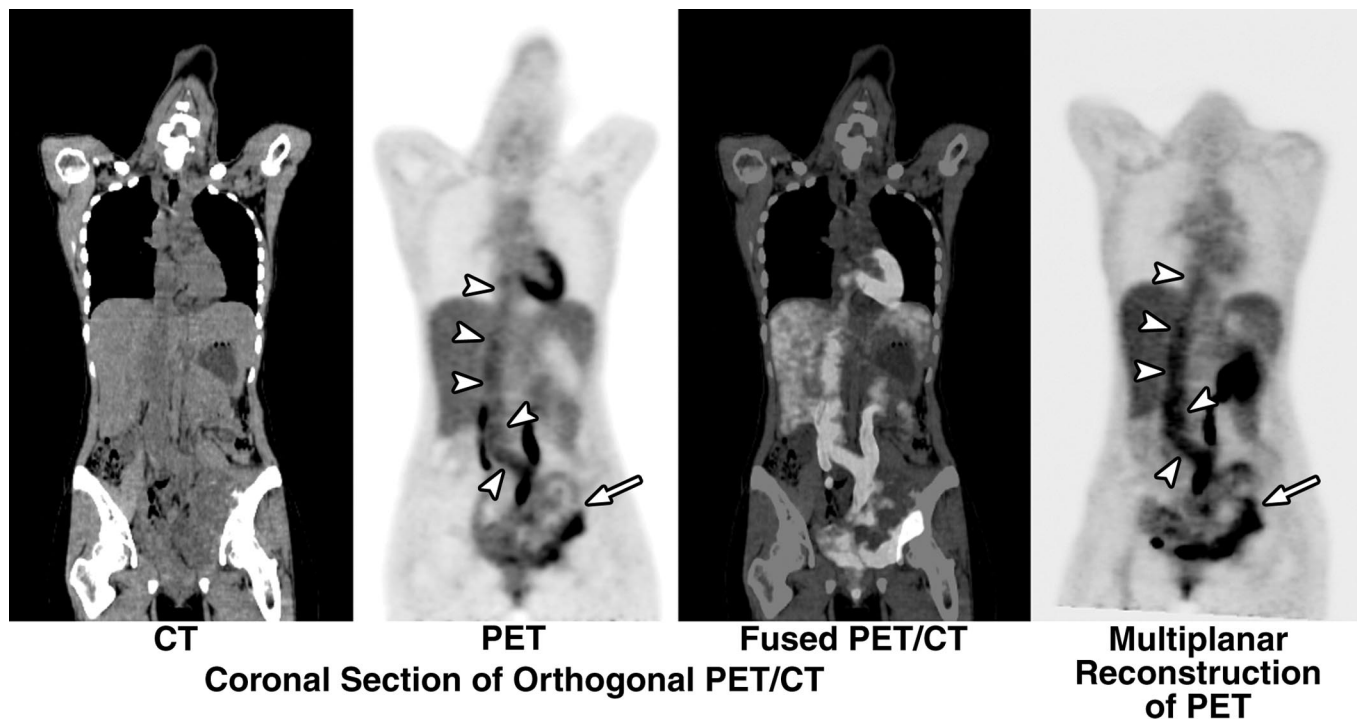 CT
PET
Fused PET/CT
Multiplanar
Reconstruction
of PET
Coronal Section of Orthogonal PET/CT